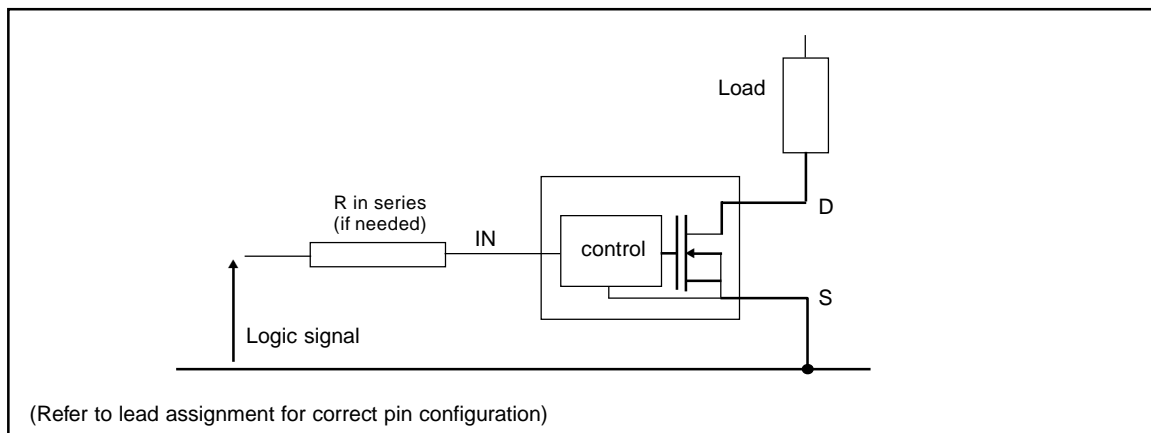 Load
R in series
(if needed)
IN
D
control
S
Logic signal
(Refer to lead assignment for correct pin configuration)